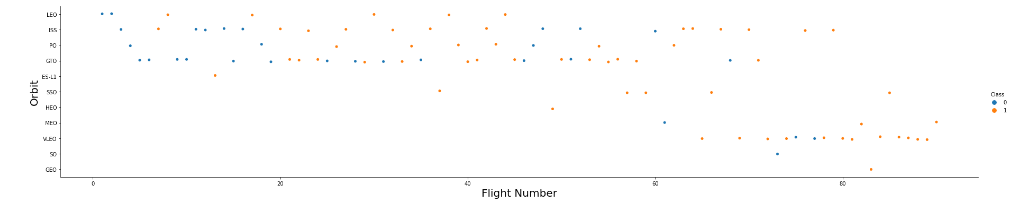 LEO
ISS
PO
GTO
ES-L1
SSO
HEO
MEO
VLEO
SO
GEO
Orbit
0
20
40
60
80
Flight Number
Class
0
1